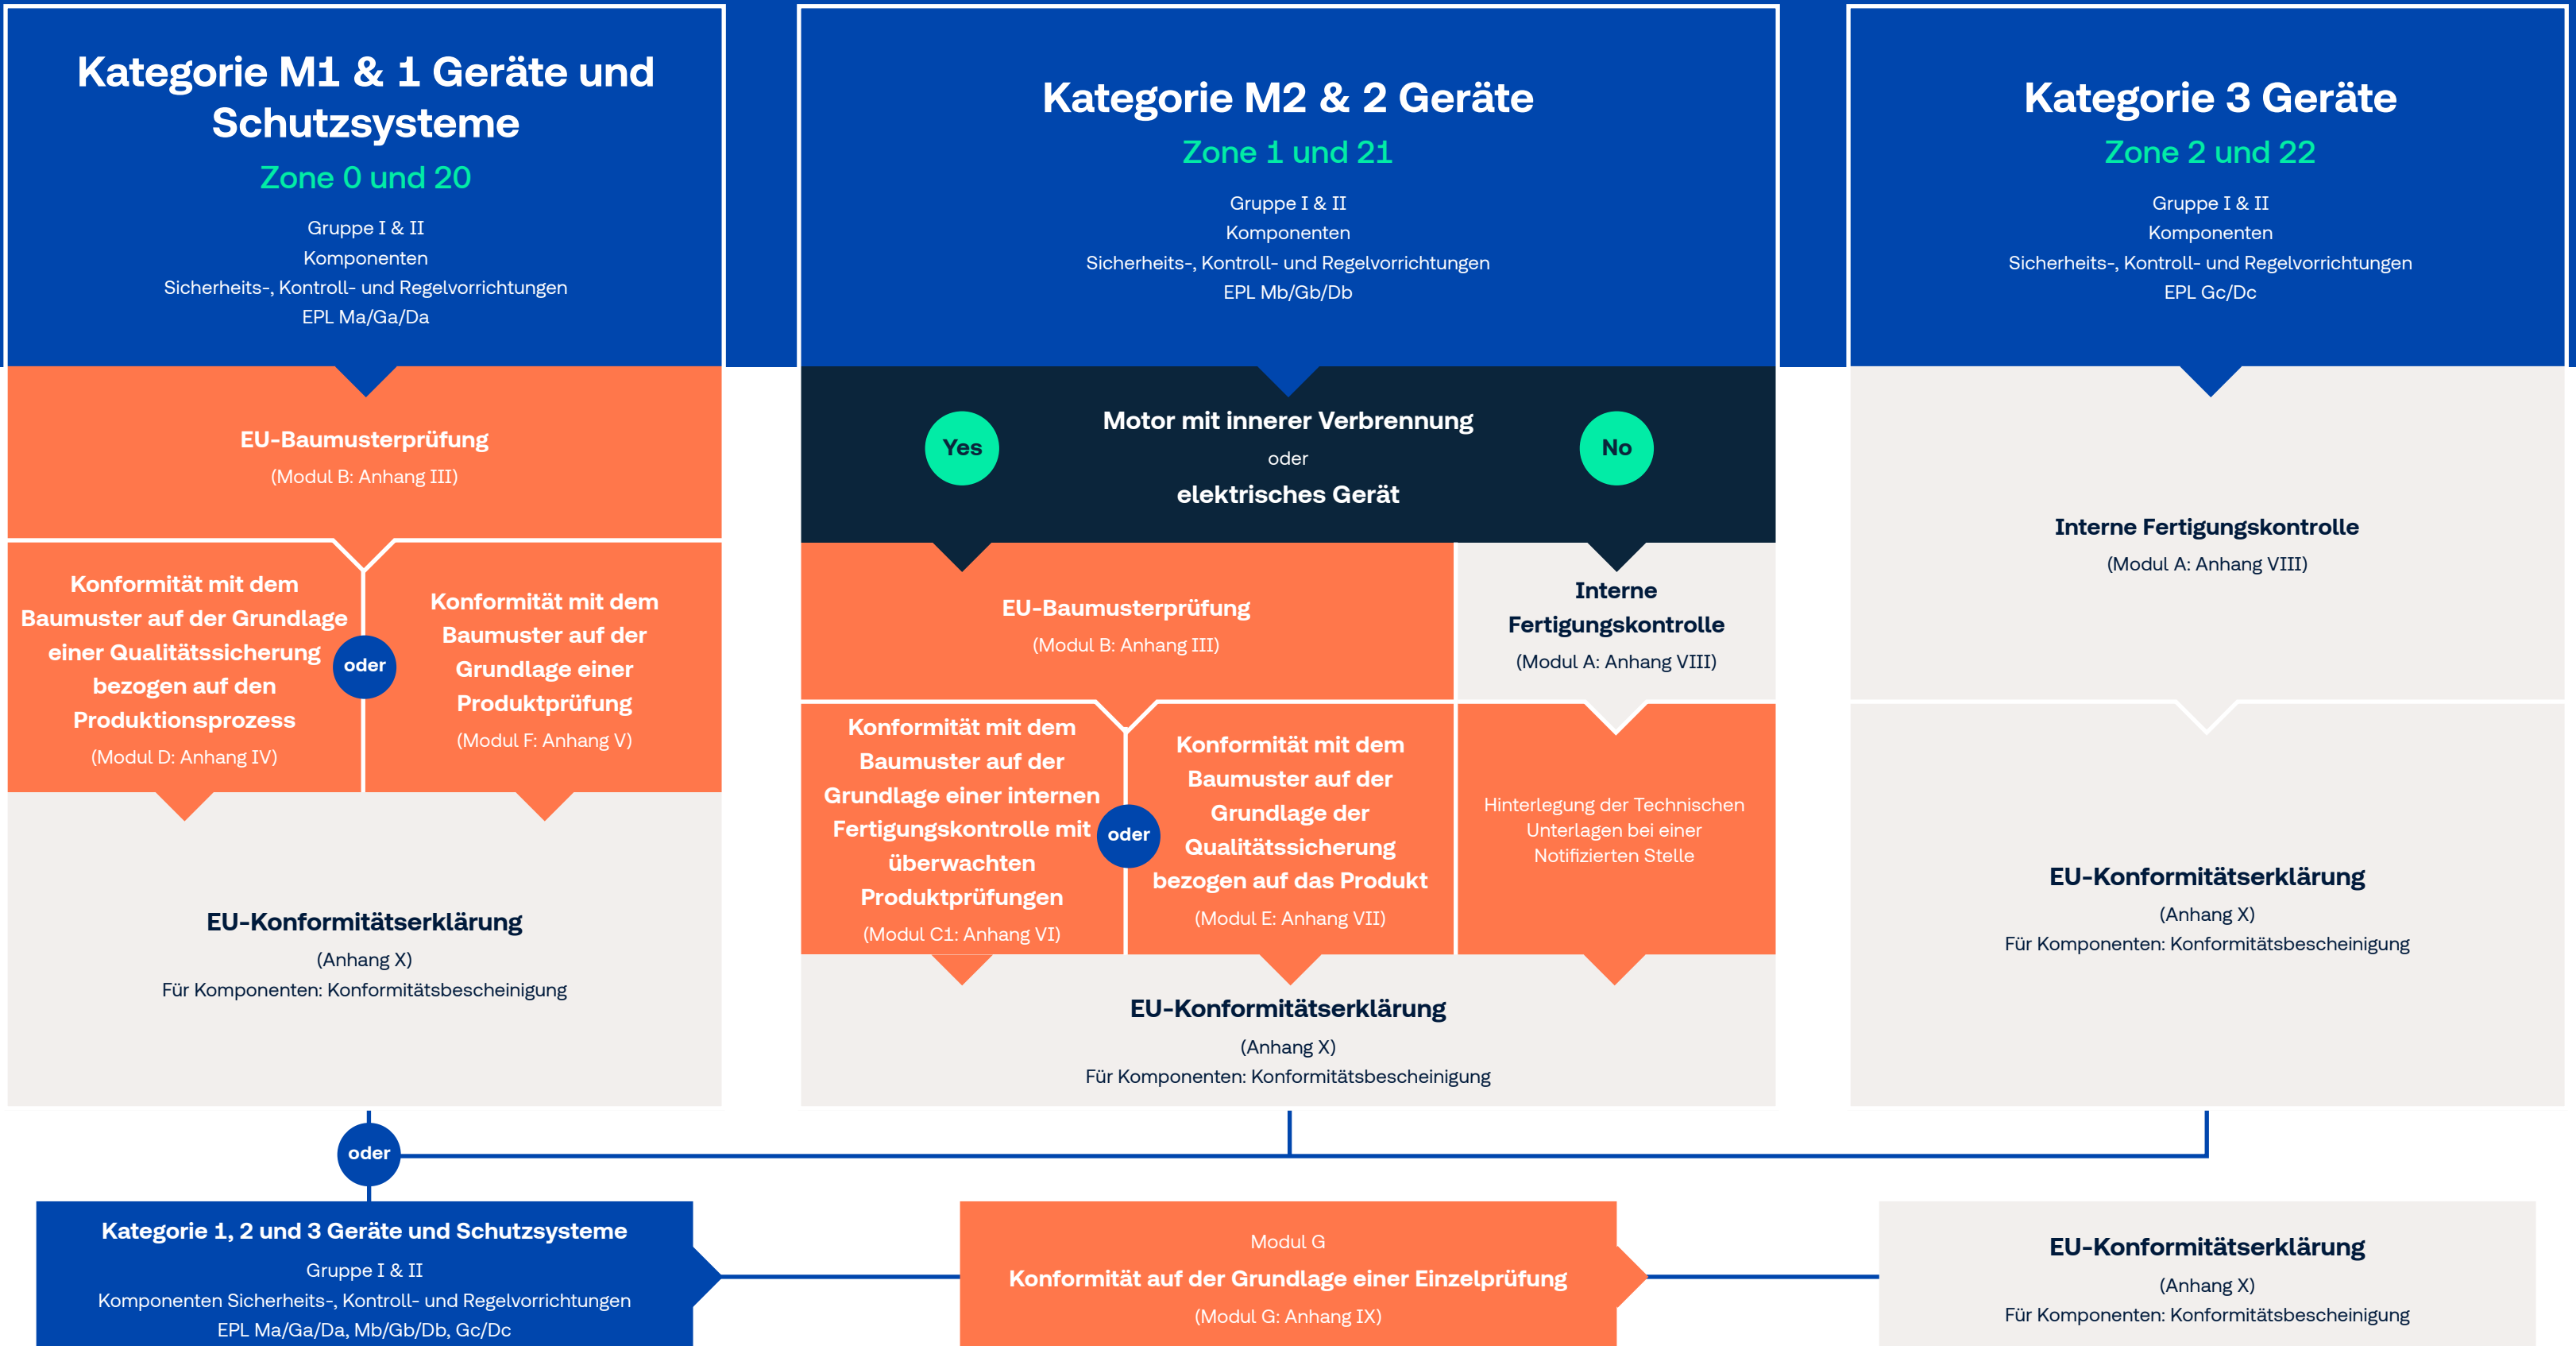 Kategorie M1 & 1 Geräte und
Schutzsysteme
Zone 0 und 20
Gruppe I & II
Komponenten
Sicherheits-, Kontroll- und Regelvorrichtungen
EPL Ma/Ga/Da
EU-Baumusterprüfung
(Modul B: Anhang III)
Konformität mit dem
Baumuster auf der Grundlage
einer Qualitätssicherung
bezogen auf den
Produktionsprozess
(Modul D: Anhang IV)
oder
Konformität mit dem
Baumuster auf der
Grundlage einer
Produktprüfung
(Modul F: Anhang V)
EU-Konformitätserklärung
(Anhang X)
Für Komponenten: Konformitätsbescheinigung
Kategorie M2 & 2 Geräte
Zone 1 und 21
Gruppe I & II
Komponenten
Sicherheits-, Kontroll- und Regelvorrichtungen
EPL Mb/Gb/Db
Yes
Motor mit innerer Verbrennung
oder
elektrisches Gerät
No
EU-Baumusterprüfung
(Modul B: Anhang III)
Interne
Fertigungskontrolle
(Modul A: Anhang VIII)
Konformität mit dem
Baumuster auf der
Grundlage einer internen
Fertigungskontrolle mit
überwachten
Produktprüfungen
(Modul C1: Anhang VI)
oder
Konformität mit dem
Baumuster auf der
Grundlage der
Qualitätssicherung
bezogen auf das Produkt
(Modul E: Anhang VII)
Hinterlegung der Technischen
Unterlagen bei einer
Notifizierten Stelle
EU-Konformitätserklärung
(Anhang X)
Für Komponenten: Konformitätsbescheinigung
Kategorie 3 Geräte
Zone 2 und 22
Gruppe I & II
Komponenten
Sicherheits-, Kontroll- und Regelvorrichtungen
EPL Gc/Dc
Interne Fertigungskontrolle
(Modul A: Anhang VIII)
EU-Konformitätserklärung
(Anhang X)
Für Komponenten: Konformitätsbescheinigung
oder
Kategorie 1, 2 und 3 Geräte und Schutzsysteme
Gruppe I & II
Komponenten Sicherheits-, Kontroll- und Regelvorrichtungen
EPL Ma/Ga/Da, Mb/Gb/Db, Gc/Dc
Modul G
Konformität auf der Grundlage einer Einzelprüfung
(Modul G: Anhang IX)
EU-Konformitätserklärung
(Anhang X)
Für Komponenten: Konformitätsbescheinigung